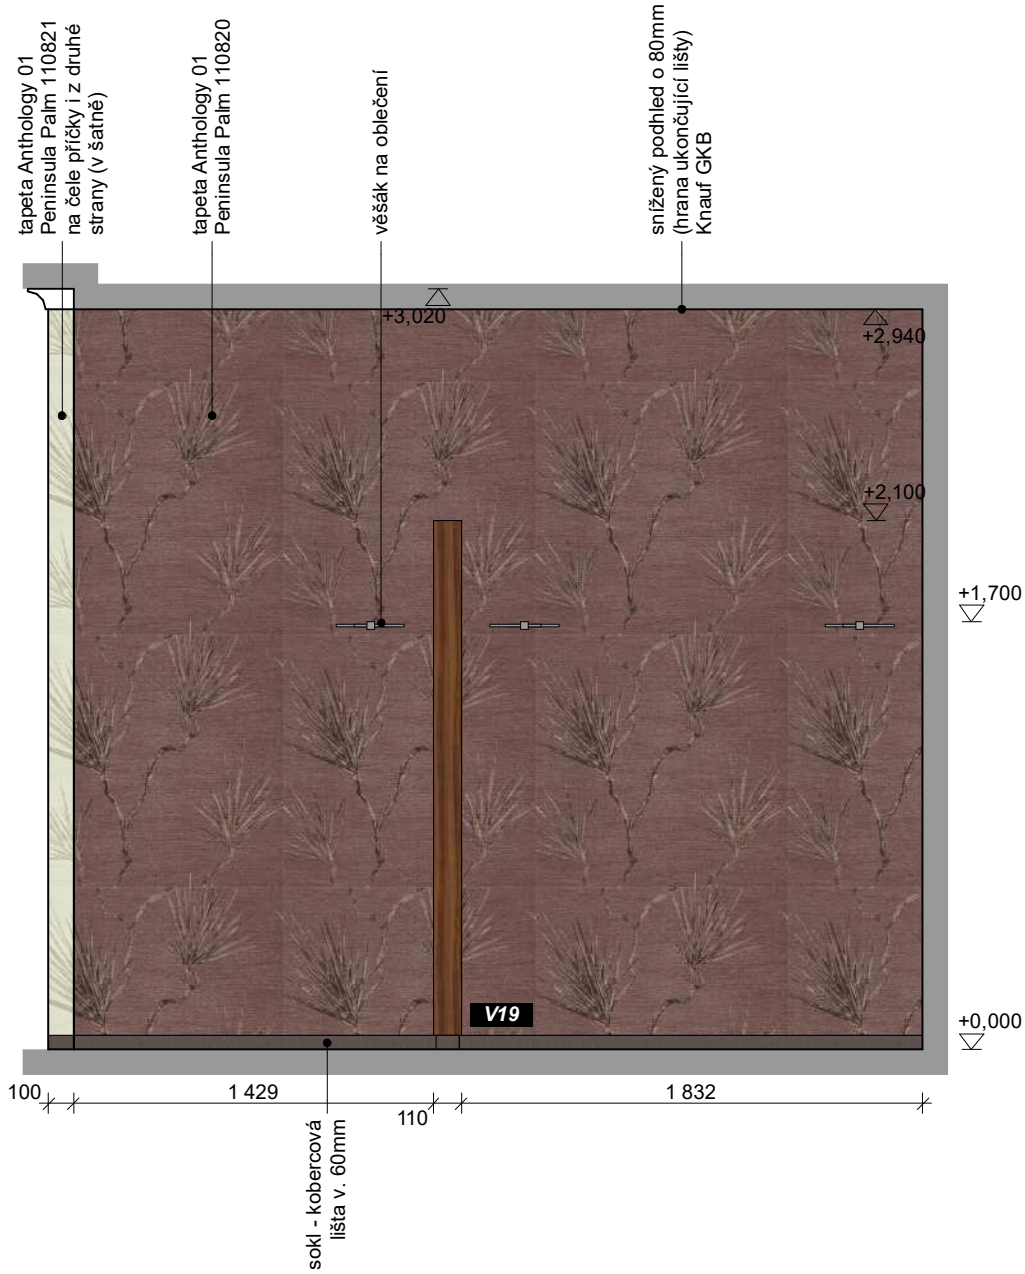 tapeta Anthology 01
Peninsula Palm 110821
na čele příčky i z druhé
strany (v šatně)
tapeta Anthology 01
Peninsula Palm 110820
věšák na oblečení
snížený podhled o 80mm
(hrana ukončující lišty)
Knauf GKB
+3,020
+2,940
+2,100
+1,700
V19
+0,000
100
1 429
110
1 832
sokl - kobercová
lišta v. 60mm